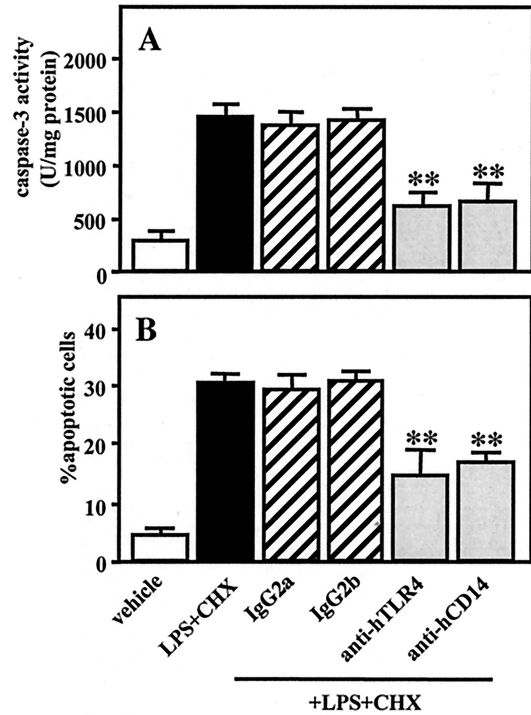 A
caspase-3 activity
(U/mg protein)
2000
1500
1000
500
0
** **
B
%apoptotic cells
40
30
20
10
0
** **
vehicle
LPS+CHX
IgG2a
IgG2b
anti-hTLR4
anti-hCD14
+LPS+CHX